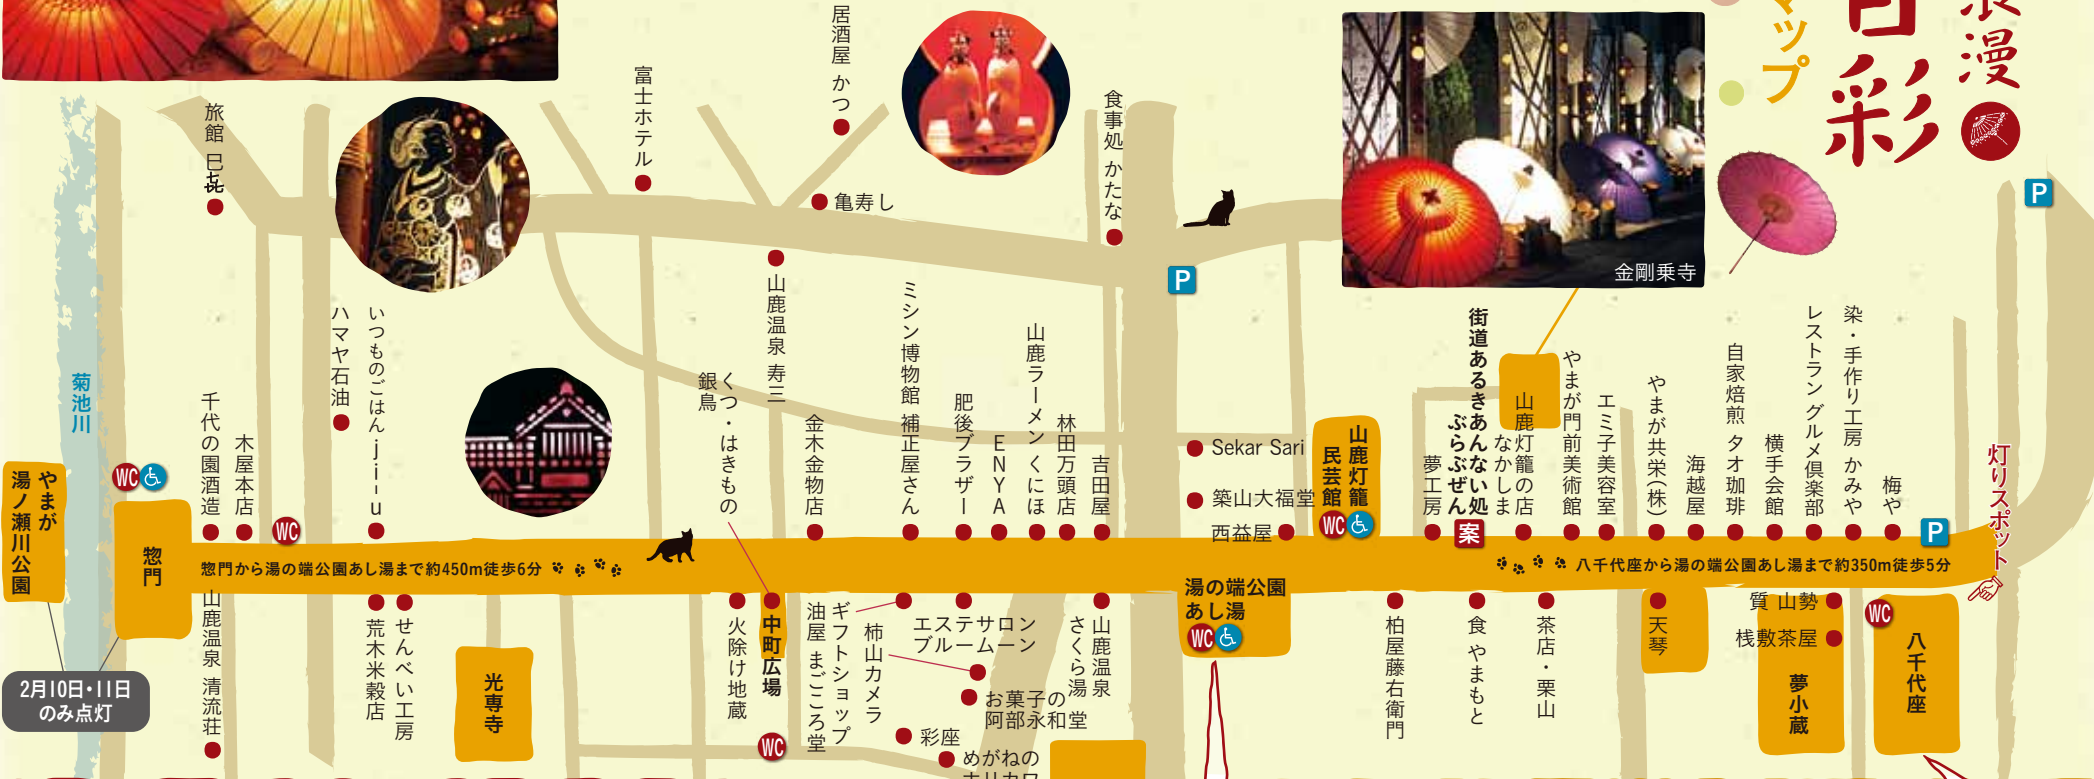 浪漫
百彩
マップ
金剛乗寺
P
居酒屋 かつ
富士ホテル
食事処 かたな
亀寿し
旅館 巳㐂
P
山鹿温泉 寿三
ミシン博物館 補正屋さん
ハマヤ石油
いつものごはん jii-u
菊池川
千代の園酒造
木屋本店
WC
WC
くつ・はきもの
銀鳥
金木金物店
肥後ブラザー
ENYA
山鹿ラーメン くにほ
林田万頭店
吉田屋
Sekar Sari
築山大福堂
西益屋
山鹿灯籠
民芸館
WC
夢工房
街道あるきあんない処
ぶらぶぜん
案
山鹿灯籠の店
なかしま
やまが門前美術館
エミ子美容室
やまが共栄(株)
海越屋
自家焙煎 タオ珈琲
横手会館
レストラン グルメ倶楽部
染・手作り工房 かみや
梅や
P
灯りスポット
やまが
湯ノ瀬川公園
惣門
惣門から湯の端公園あし湯まで約450m徒歩6分
八千代座から湯の端公園あし湯まで約350m徒歩5分
2月10日・11日
のみ点灯
山鹿温泉 清流荘
荒木米穀店
せんべい工房
光専寺
火除け地蔵
中町広場
WC
ギフトショップ
油屋 まごころ堂
柿山カメラ
エステサロン
ブルームーン
お菓子の
阿部永和堂
彩座
めがねの
山鹿温泉
さくら湯
湯の端公園
あし湯
WC
柏屋藤右衛門
食 やまもと
茶店・栗山
天琴
質 山勢
桟敷茶屋
夢小蔵
WC
八千代座